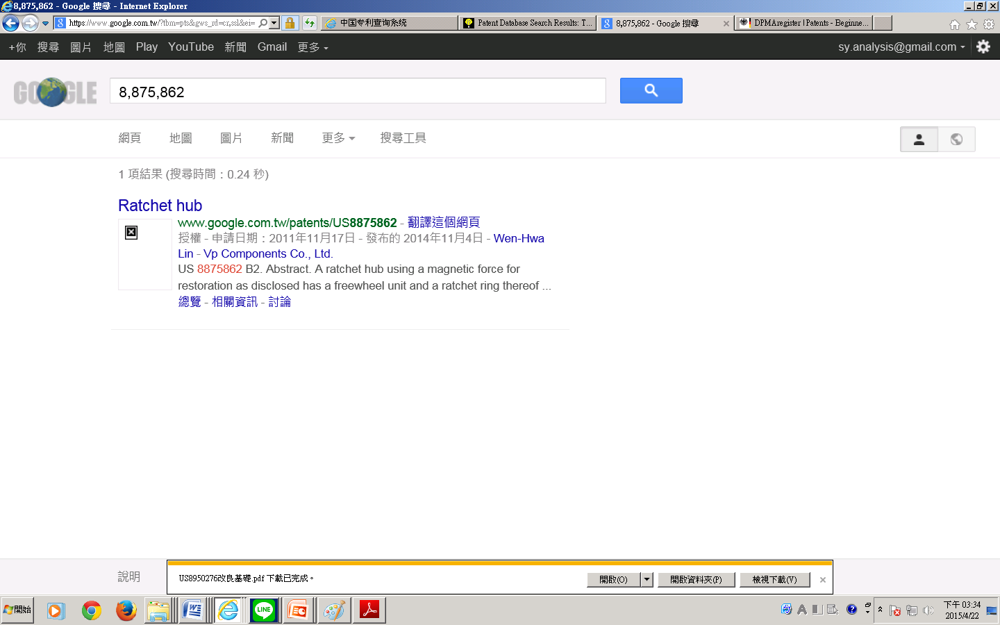 8,875,862 - Google 搜尋 - Internet Explorer
https://www.google.com.tw/?tbm=pts&gws_rd=cr,ssl&ei=
中国专利查询系统
Patent Database Search Results: T...
8,875,862 - Google 搜尋
DPMAregister | Patents - Beginne...
+你 搜尋 圖片 地圖 Play YouTube 新聞 Gmail 更多
sy.analysis@gmail.com
GOOGLE
8,875,862
網頁 地圖 圖片 新聞 更多 搜尋工具
1 項結果 (搜尋時間：0.24 秒)
Ratchet hub
www.google.com.tw/patents/US8875862 - 翻譯這個網頁
授權 - 申請日期：2011年11月17日 - 發布的 2014年11月4日 - Wen-Hwa
Lin - Vp Components Co., Ltd.
US 8875862 B2. Abstract. A ratchet hub using a magnetic force for
restoration as disclosed has a freewheel unit and a ratchet ring thereof ...
總覽 - 相關資訊 - 討論
說明
US8950276改良基礎.pdf 下載已完成。
開啟(O) 開啟資料夾(P) 檢視下載(V)
開始
LINE
下午 03:34
2015/4/22